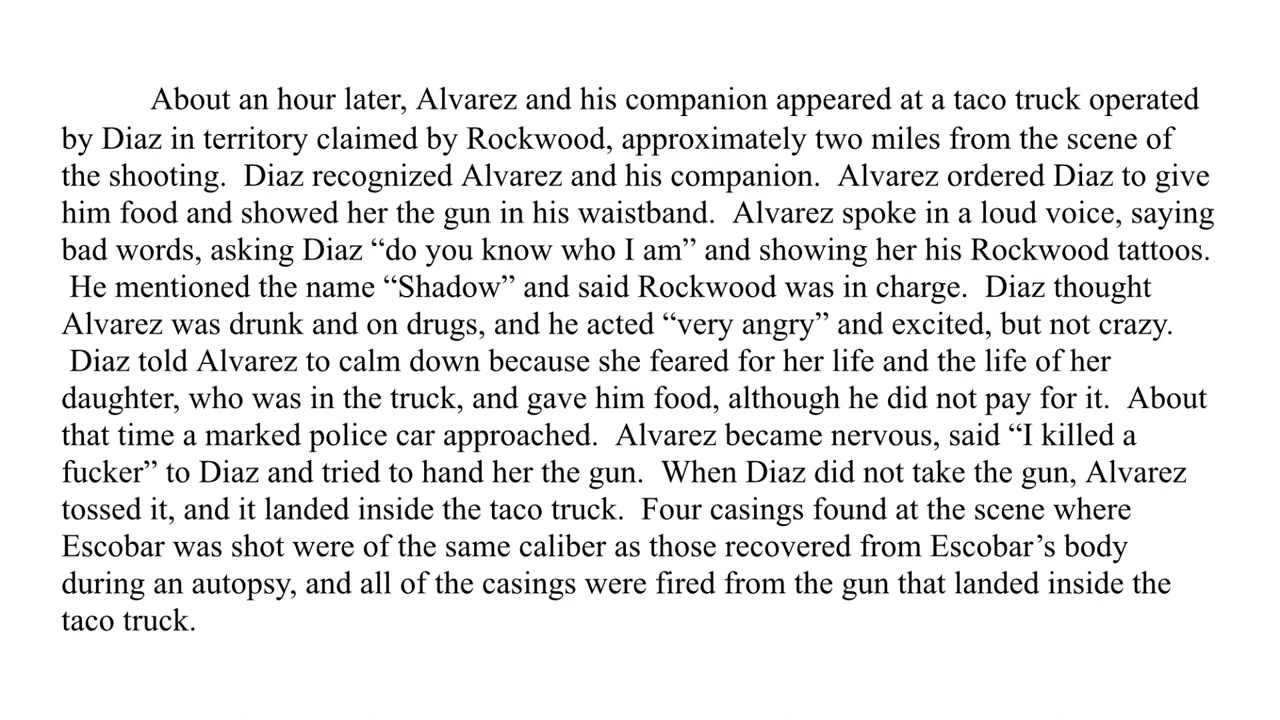 About an hour later, Alvarez and his companion appeared at a taco truck operated
by Diaz in territory claimed by Rockwood, approximately two miles from the scene of
the shooting.  Diaz recognized Alvarez and his companion.  Alvarez ordered Diaz to give
him food and showed her the gun in his waistband.  Alvarez spoke in a loud voice, saying
bad words, asking Diaz “do you know who I am” and showing her his Rockwood tattoos.
He mentioned the name “Shadow” and said Rockwood was in charge.  Diaz thought
Alvarez was drunk and on drugs, and he acted “very angry” and excited, but not crazy.
Diaz told Alvarez to calm down because she feared for her life and the life of her
daughter, who was in the truck, and gave him food, although he did not pay for it.  About
that time a marked police car approached.  Alvarez became nervous, said “I killed a
fucker” to Diaz and tried to hand her the gun.  When Diaz did not take the gun, Alvarez
tossed it, and it landed inside the taco truck.  Four casings found at the scene where
Escobar was shot were of the same caliber as those recovered from Escobar’s body
during an autopsy, and all of the casings were fired from the gun that landed inside the
taco truck.